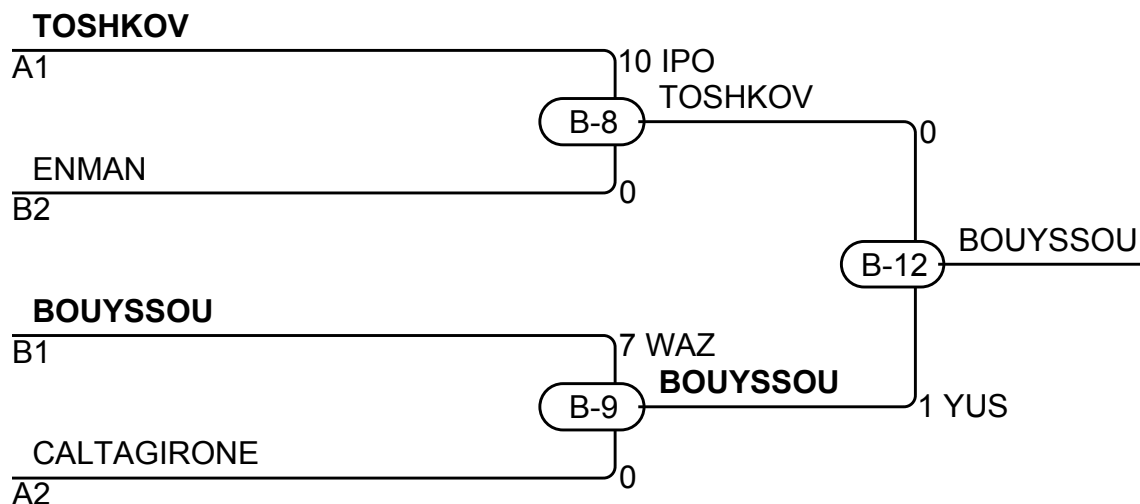 TOSHKOV
A1
10 IPO
TOSHKOV
B-8
0
ENMAN
B2
0
BOUYSSOU
B-12
BOUYSSOU
B1
7 WAZ
BOUYSSOU
B-9
1 YUS
CALTAGIRONE
A2
0